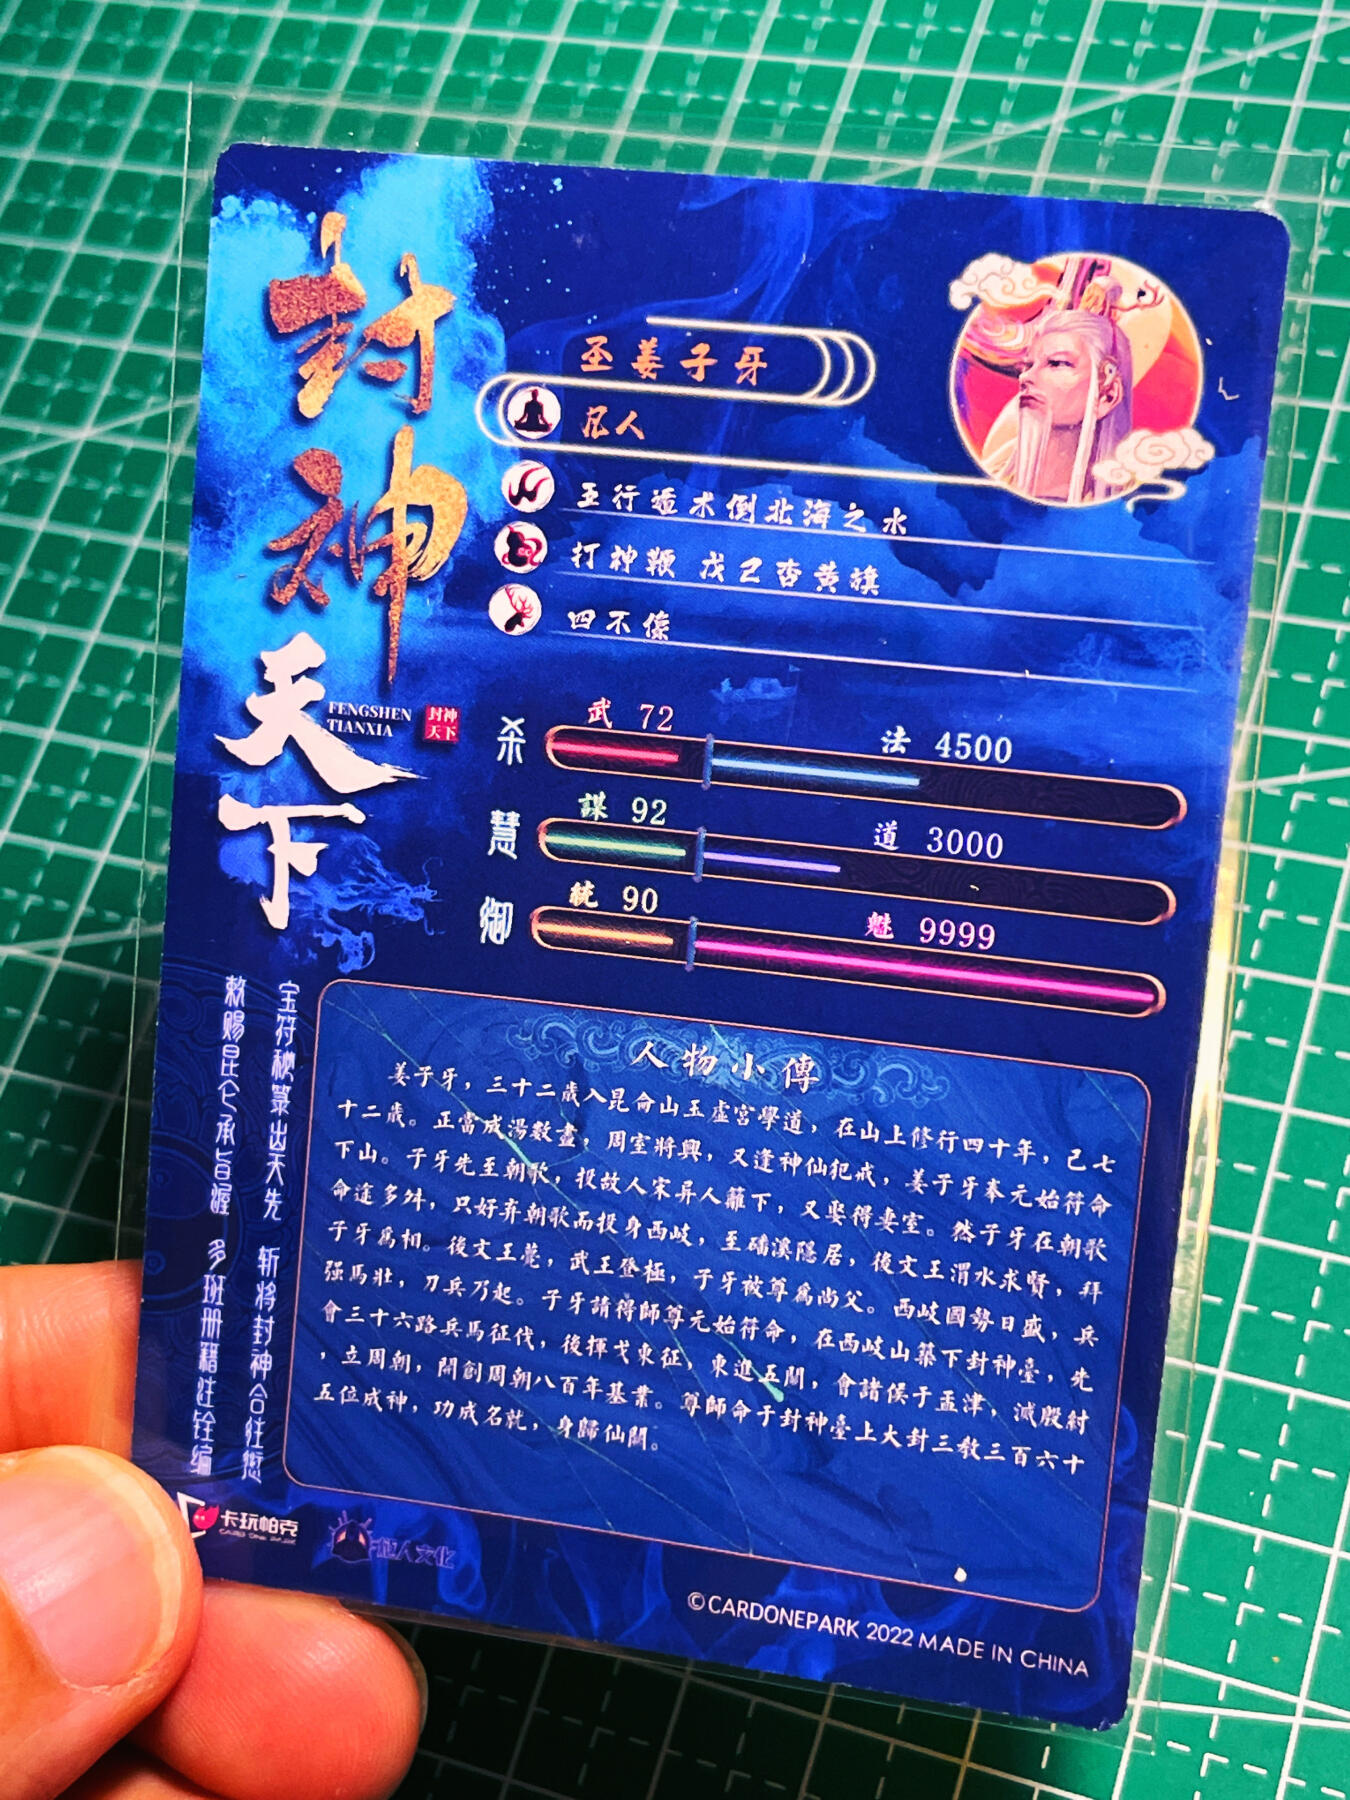 封神
天下
FENGSHEN
TIANXIA
封神
天下
丞姜子牙
凡人
五行遁术倒北海之水
打神鞭 戊己杏黄旗
四不像
杀 武 72 法 4500
慧 謀 92 道 3000
御 統 90 魅 9999
宝符秘箓出天先 斩将封神合往愆
敕赐昆仑承旨渥 多班册籍注铨编
人物小傳
姜子牙，三十二歲入昆侖山玉虛宮學道，在山上修行四十年，已七
十二歲。正當成湯數盡，周室將興，又逢神仙犯戒，姜子牙奉元始符命
下山。子牙先至朝歌，投故人宋异人籬下，又娶得妻室。然子牙在朝歌
命途多舛，只好弃朝歌而投身西岐，至磻溪隱居，後文王渭水求賢，拜
子牙爲相。後文王薨，武王登極，子牙被尊爲尚父。西岐國勢日盛，兵
强馬壯，刀兵乃起。子牙請得師尊元始符命，在西岐山築下封神臺，先
會三十六路兵馬征伐，後揮戈東征，東進五關，會諸侯于孟津，滅殷紂
，立周朝，開創周朝八百年基業。尊師命于封神臺上大封三教三百六十
五位成神，功成名就，身歸仙關。
卡玩帕克
CARD ONE PARK
©CARDONEPARK 2022 MADE IN CHINA